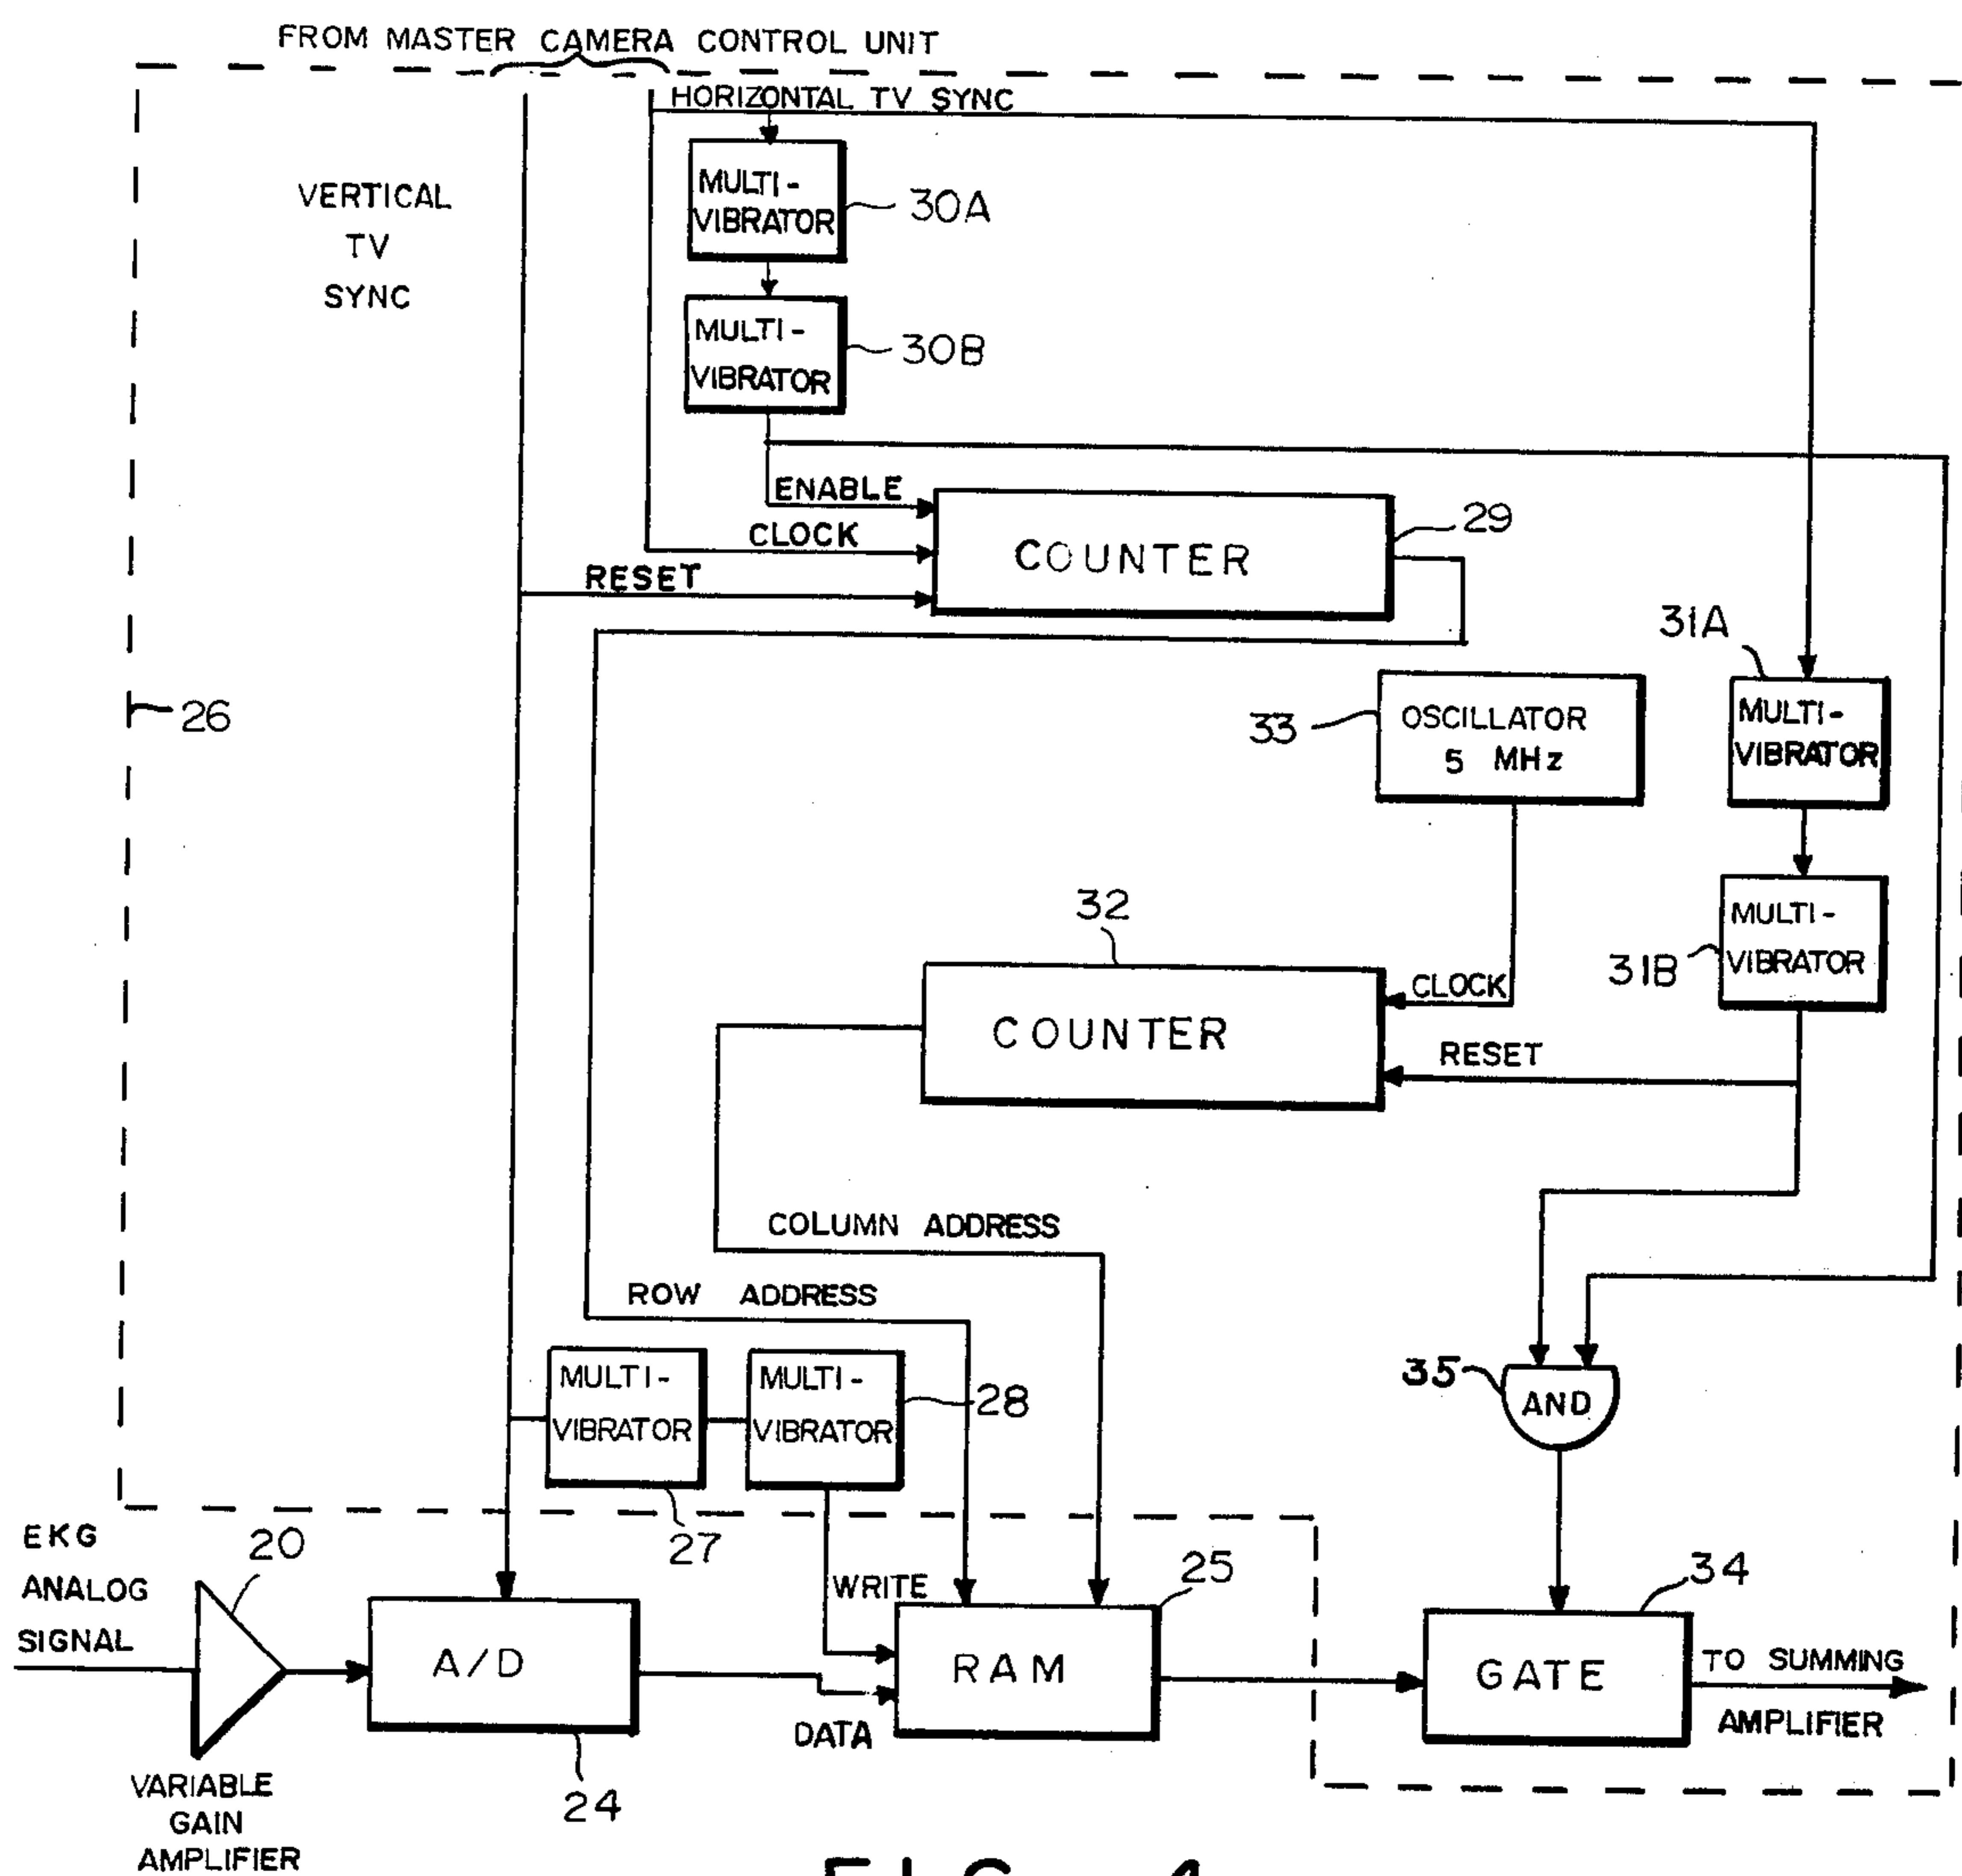 FROM MASTER CAMERA CONTROL UNIT
HORIZONTAL TV SYNC
VERTICAL
TV
SYNC
MULTI-
VIBRATOR
30A
MULTI-
VIBRATOR
30B
ENABLE
CLOCK
RESET
COUNTER
29
31A
26
33
OSCILLATOR
5 MHz
MULTI-
VIBRATOR
32
MULTI-
VIBRATOR
31B
CLOCK
COUNTER
RESET
COLUMN ADDRESS
ROW ADDRESS
MULTI-
VIBRATOR
MULTI-
VIBRATOR
28
35
AND
27
EKG
ANALOG
SIGNAL
20
WRITE
25
34
A/D
RAM
GATE
TO SUMMING
AMPLIFIER
DATA
24
VARIABLE
GAIN
AMPLIFIER